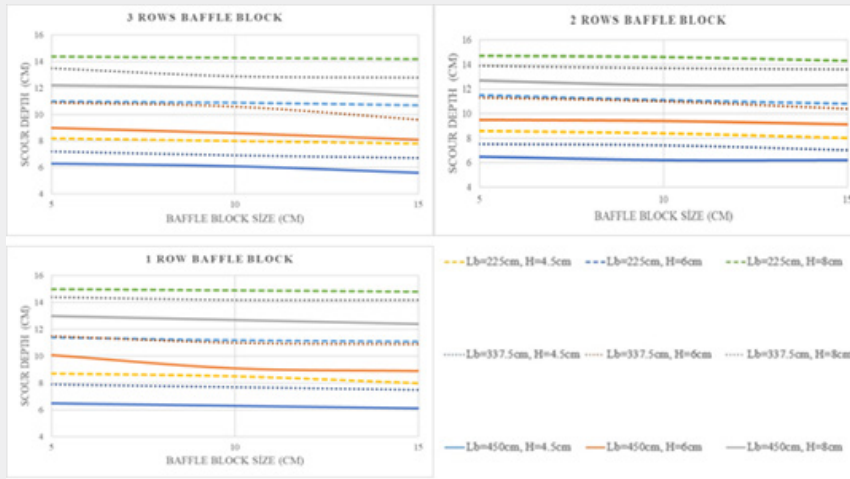 3 ROWS BAFFLE BLOCK
16
14
12
10
8
6
4
SCOUR DEPTH (CM)
5 10 15
BAFFLE BLOCK SİZE (CM)
2 ROWS BAFFLE BLOCK
16
14
12
10
8
6
4
SCOUR DEPTH (CM)
5 10 15
BAFFLE BLOCK SİZE (CM)
1 ROW BAFFLE BLOCK
16
14
12
10
8
6
4
SCOUR DEPTH (CM)
5 10 15
BAFFLE BLOCK SİZE (CM)
Lb=225cm, H=4.5cm Lb=225cm, H=6cm Lb=225cm, H=8cm
Lb=337.5cm, H=4.5cm Lb=337.5cm, H=6cm Lb=337.5cm, H=8cm
Lb=450cm, H=4.5cm Lb=450cm, H=6cm Lb=450cm, H=8cm